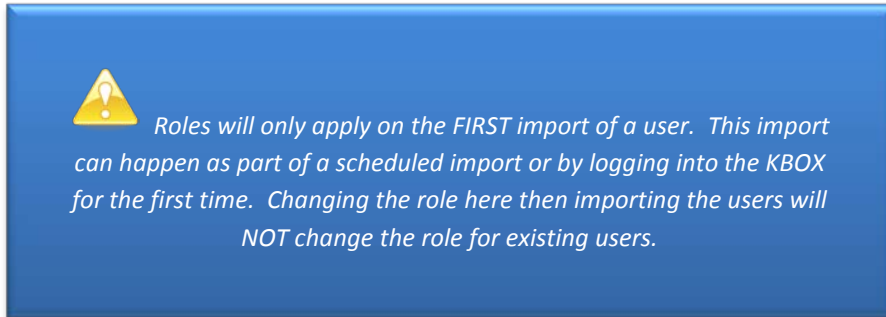 Roles will only apply on the FIRST import of a user.  This import
can happen as part of a scheduled import or by logging into the KBOX
for the first time.  Changing the role here then importing the users will
NOT change the role for existing users.